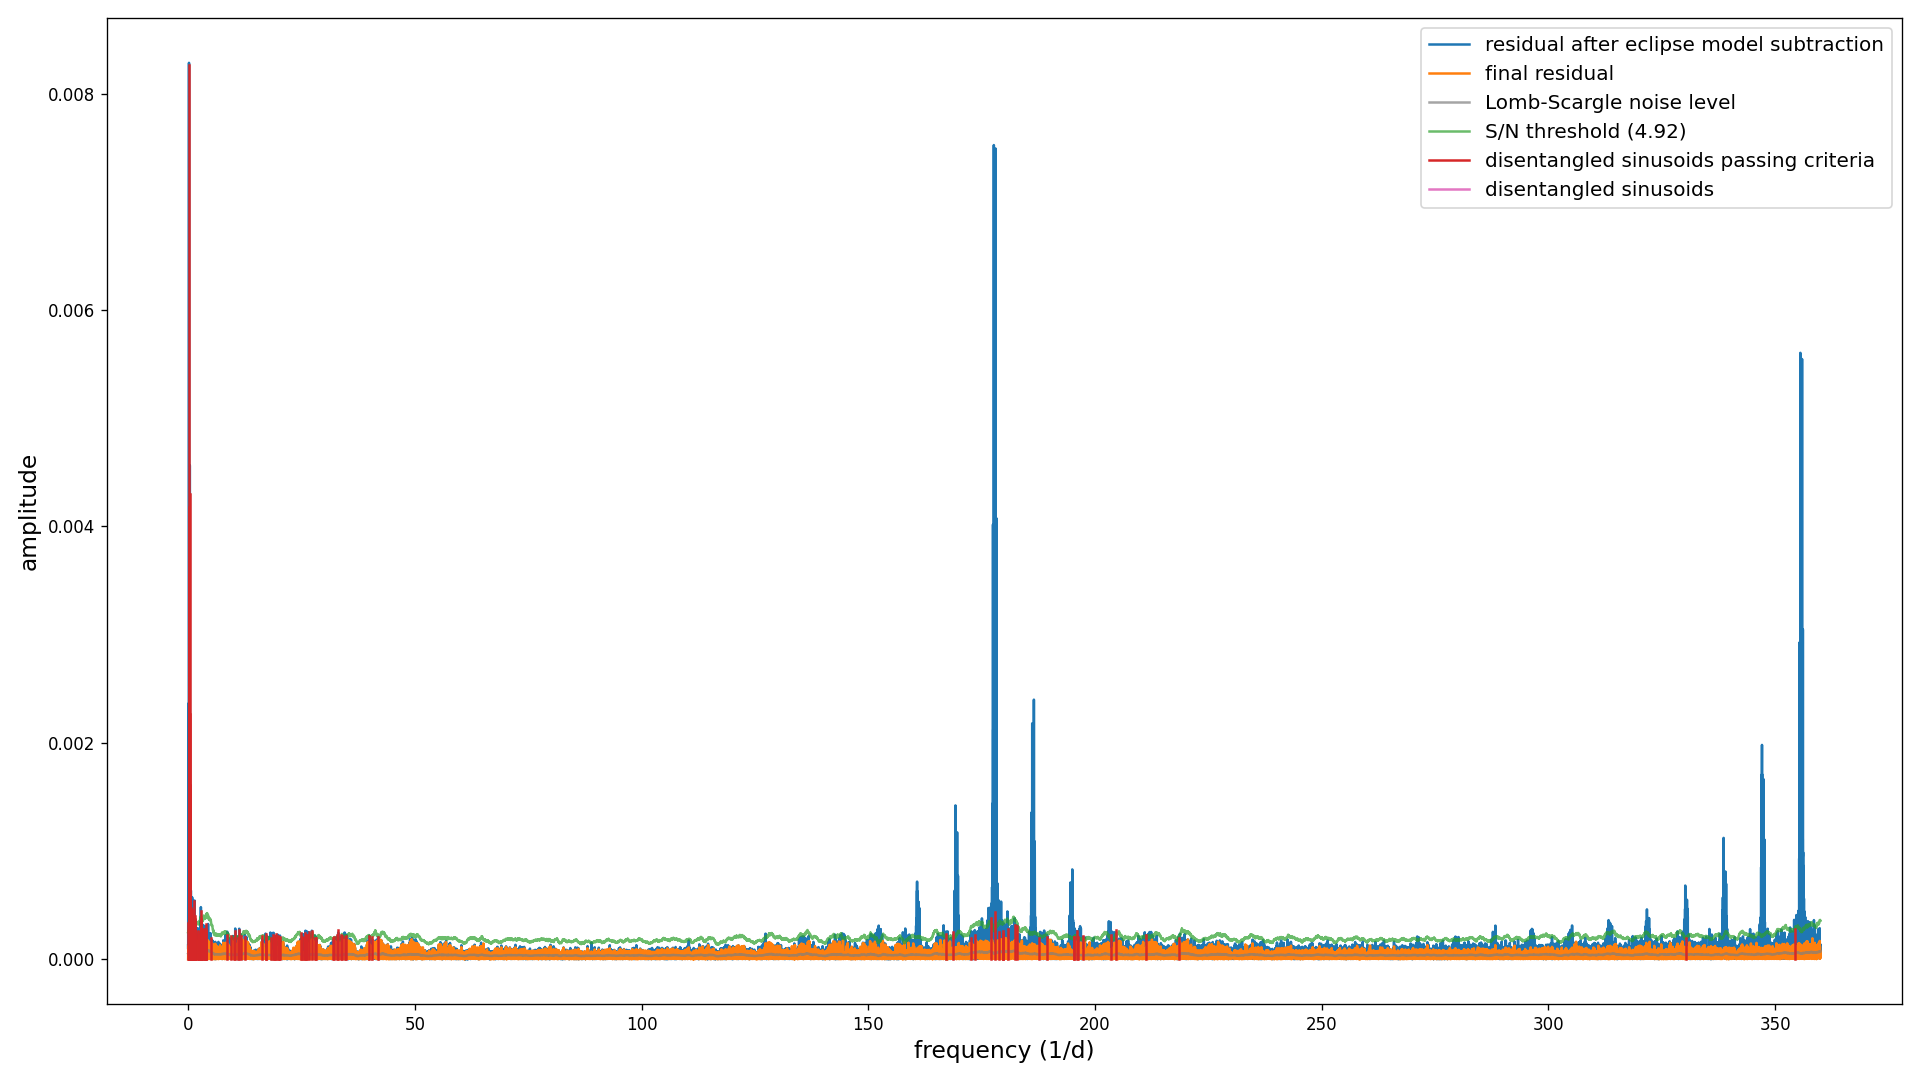 residual after eclipse model subtraction
final residual
Lomb-Scargle noise level
S/N threshold (4.92)
disentangled sinusoids passing criteria
disentangled sinusoids
amplitude
0.008
0.006
0.004
0.002
0.000
0 50 100 150 200 250 300 350
frequency (1/d)